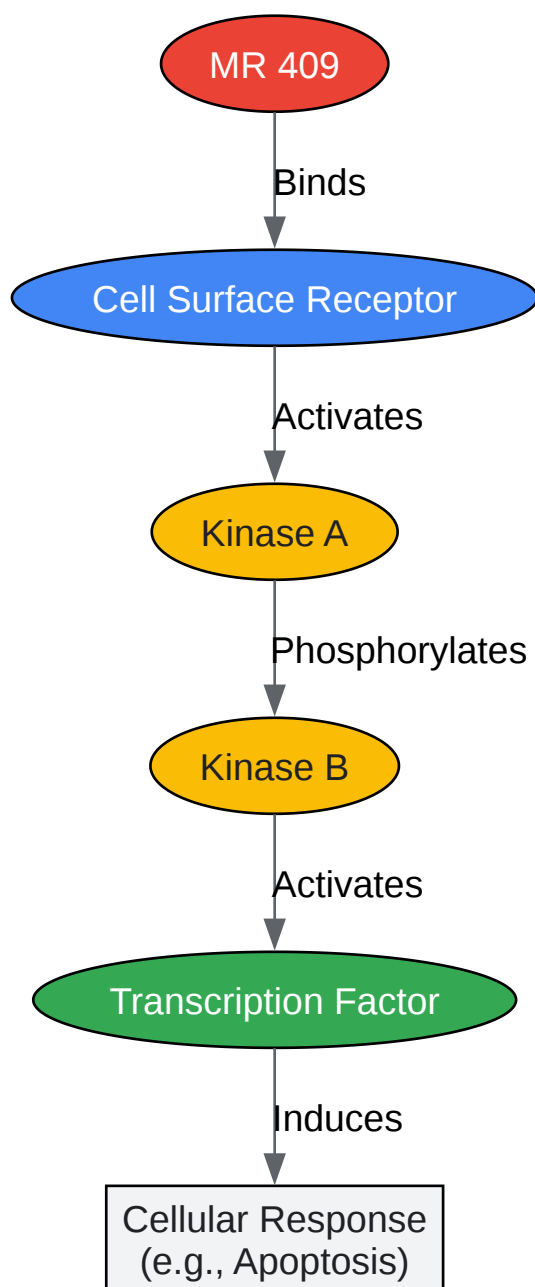 MR 409
Binds
Cell Surface Receptor
Activates
Kinase A
Phosphorylates
Kinase B
Activates
Transcription Factor
Induces
Cellular Response
(e.g., Apoptosis)